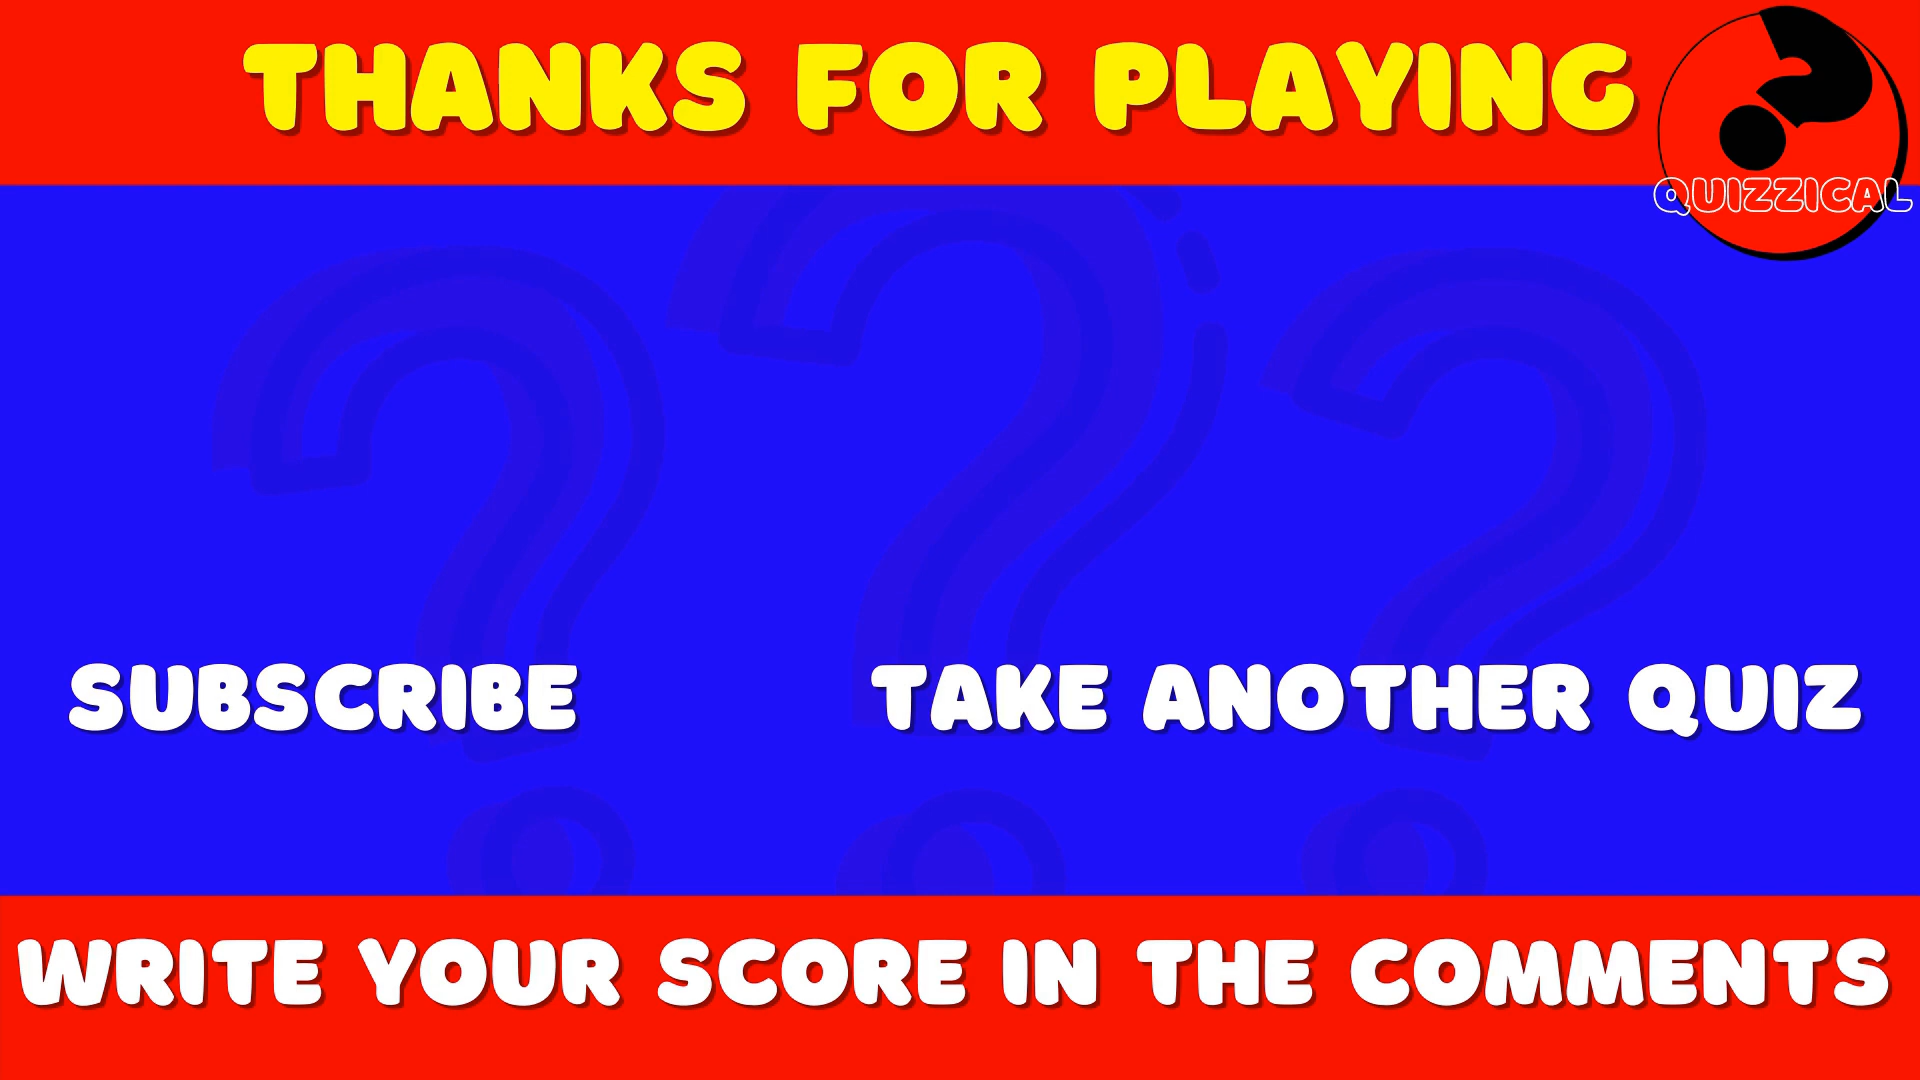 THANKS FOR PLAYING
QUIZZICAL
SUBSCRIBE
TAKE ANOTHER QUIZ
WRITE YOUR SCORE IN THE COMMENTS